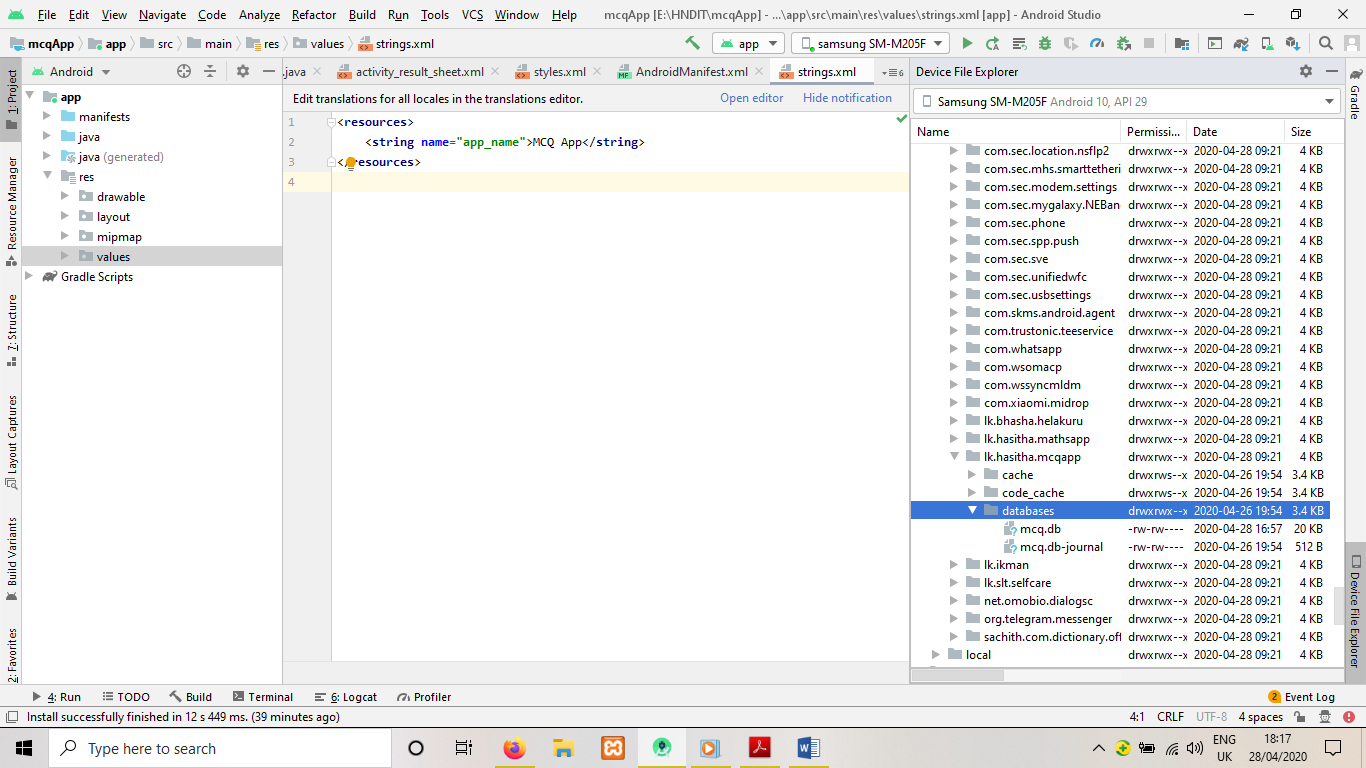 File Edit View Navigate Code Analyze Refactor Build Run Tools VCS Window Help mcqApp [E:\HNDIT\mcqApp] - ...\app\src\main\res\values\strings.xml [app] - Android Studio
mcqApp app src main res values strings.xml app samsung SM-M205F
Android
.java activity_result_sheet.xml styles.xml AndroidManifest.xml strings.xml 6
Edit translations for all locales in the translations editor. Open editor Hide notification
1: Project
Resource Manager
7: Structure
Layout Captures
Build Variants
2: Favorites
app
manifests
java
java (generated)
res
drawable
layout
mipmap
values
Gradle Scripts
1 <resources>
2 <string name="app_name">MCQ App</string>
3 </resources>
4
Device File Explorer
Samsung SM-M205F Android 10, API 29
Name Permissi... Date Size
com.sec.location.nsflp2 drwxrwx--x 2020-04-28 09:21 4 KB
com.sec.mhs.smarttetheri drwxrwx--x 2020-04-28 09:21 4 KB
com.sec.modem.settings drwxrwx--x 2020-04-28 09:21 4 KB
com.sec.mygalaxy.NEBan drwxrwx--x 2020-04-28 09:21 4 KB
com.sec.phone drwxrwx--x 2020-04-28 09:21 4 KB
com.sec.spp.push drwxrwx--x 2020-04-28 09:21 4 KB
com.sec.sve drwxrwx--x 2020-04-28 09:21 4 KB
com.sec.unifiedwfc drwxrwx--x 2020-04-28 09:21 4 KB
com.sec.usbsettings drwxrwx--x 2020-04-28 09:21 4 KB
com.skms.android.agent drwxrwx--x 2020-04-28 09:21 4 KB
com.trustonic.teeservice drwxrwx--x 2020-04-28 09:21 4 KB
com.whatsapp drwxrwx--x 2020-04-28 09:21 4 KB
com.wsomacp drwxrwx--x 2020-04-28 09:21 4 KB
com.wssyncmldm drwxrwx--x 2020-04-28 09:21 4 KB
com.xiaomi.midrop drwxrwx--x 2020-04-28 09:21 4 KB
lk.bhasha.helakuru drwxrwx--x 2020-04-28 09:21 4 KB
lk.hasitha.mathsapp drwxrwx--x 2020-04-28 09:21 4 KB
lk.hasitha.mcqapp drwxrwx--x 2020-04-28 09:21 4 KB
cache drwxrws--x 2020-04-26 19:54 3.4 KB
code_cache drwxrws--x 2020-04-26 19:54 3.4 KB
databases drwxrwx--x 2020-04-26 19:54 3.4 KB
mcq.db -rw-rw---- 2020-04-28 16:57 20 KB
mcq.db-journal -rw-rw---- 2020-04-26 19:54 512 B
lk.ikman drwxrwx--x 2020-04-28 09:21 4 KB
lk.slt.selfcare drwxrwx--x 2020-04-28 09:21 4 KB
net.omobio.dialogsc drwxrwx--x 2020-04-28 09:21 4 KB
org.telegram.messenger drwxrwx--x 2020-04-28 09:21 4 KB
sachith.com.dictionary.off drwxrwx--x 2020-04-28 09:21 4 KB
local drwxrwx--x 2020-04-28 09:21 4 KB
Gradle
Device File Explorer
4: Run TODO Build Terminal 6: Logcat Profiler 2 Event Log
Install successfully finished in 12 s 449 ms. (39 minutes ago) 4:1 CRLF UTF-8 4 spaces
Type here to search
ENG 18:17
UK 28/04/2020